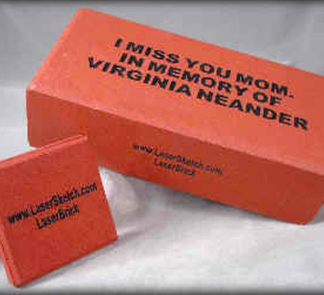 I MISS YOU MOM.
IN MEMORY OF
VIRGINIA NEANDER
www.LaserSketch.com
LaserBrick
www.LaserSketch.com
LaserBrick